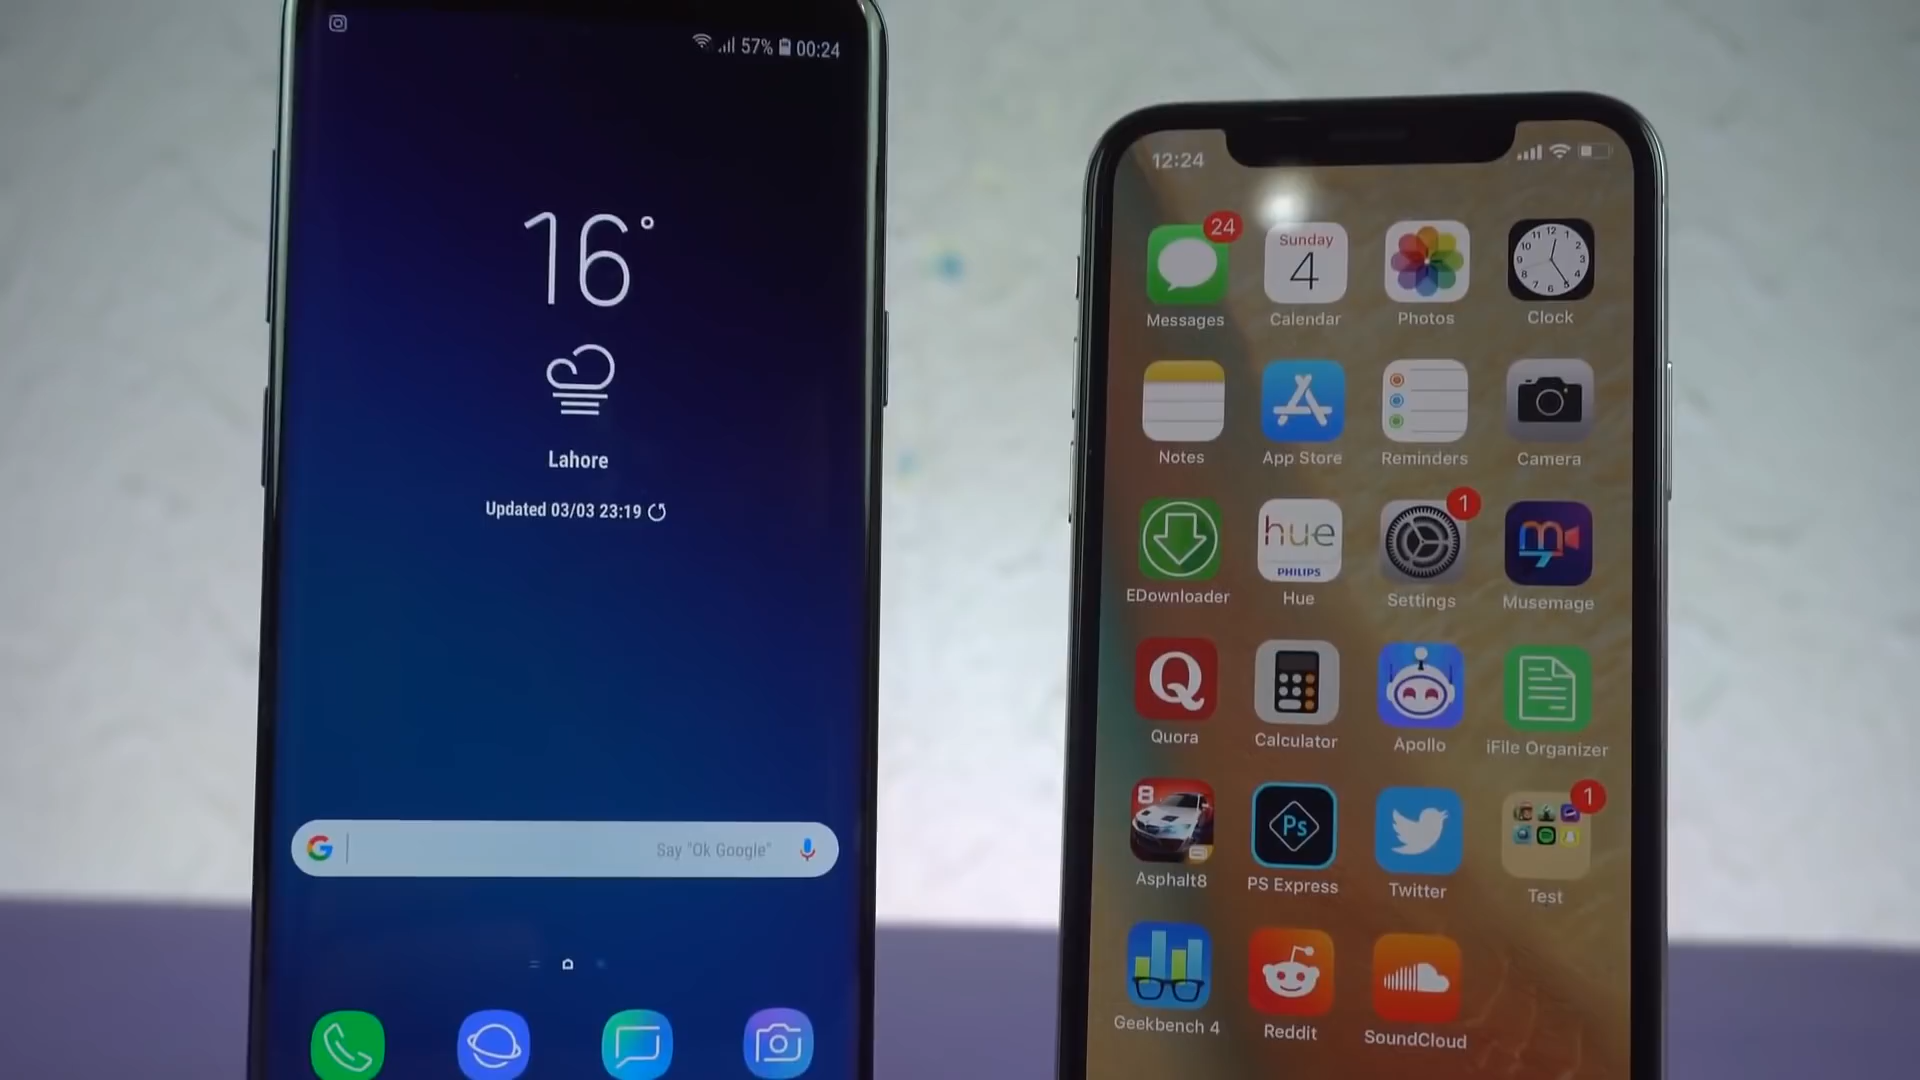 57% 00:24
16°
Lahore
Updated 03/03 23:19
Say "Ok Google"
12:24
24
Sunday
4
Messages Calendar Photos Clock
Notes App Store Reminders Camera
hue
PHILIPS
1
m
EDownloader Hue Settings Musemage
Q
Quora Calculator Apollo iFile Organizer
8
Ps
1
Asphalt8 PS Express Twitter Test
Geekbench 4 Reddit SoundCloud